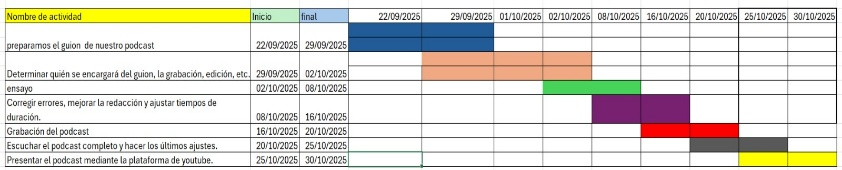 Nombre de actividad Inicio final 22/09/2025 29/09/2025 01/10/2025 02/10/2025 08/10/2025 16/10/2025 20/10/2025 25/10/2025 30/10/2025
preparamos el guion de nuestro podcast 22/09/2025 29/09/2025
Determinar quién se encargará del guion, la grabación, edición, etc. 29/09/2025 02/10/2025
ensayo 02/10/2025 08/10/2025
Corregir errores, mejorar la redacción y ajustar tiempos de
duración. 08/10/2025 16/10/2025
Grabación del podcast 16/10/2025 20/10/2025
Escuchar el podcast completo y hacer los últimos ajustes. 20/10/2025 25/10/2025
Presentar el podcast mediante la plataforma de youtube. 25/10/2025 30/10/2025